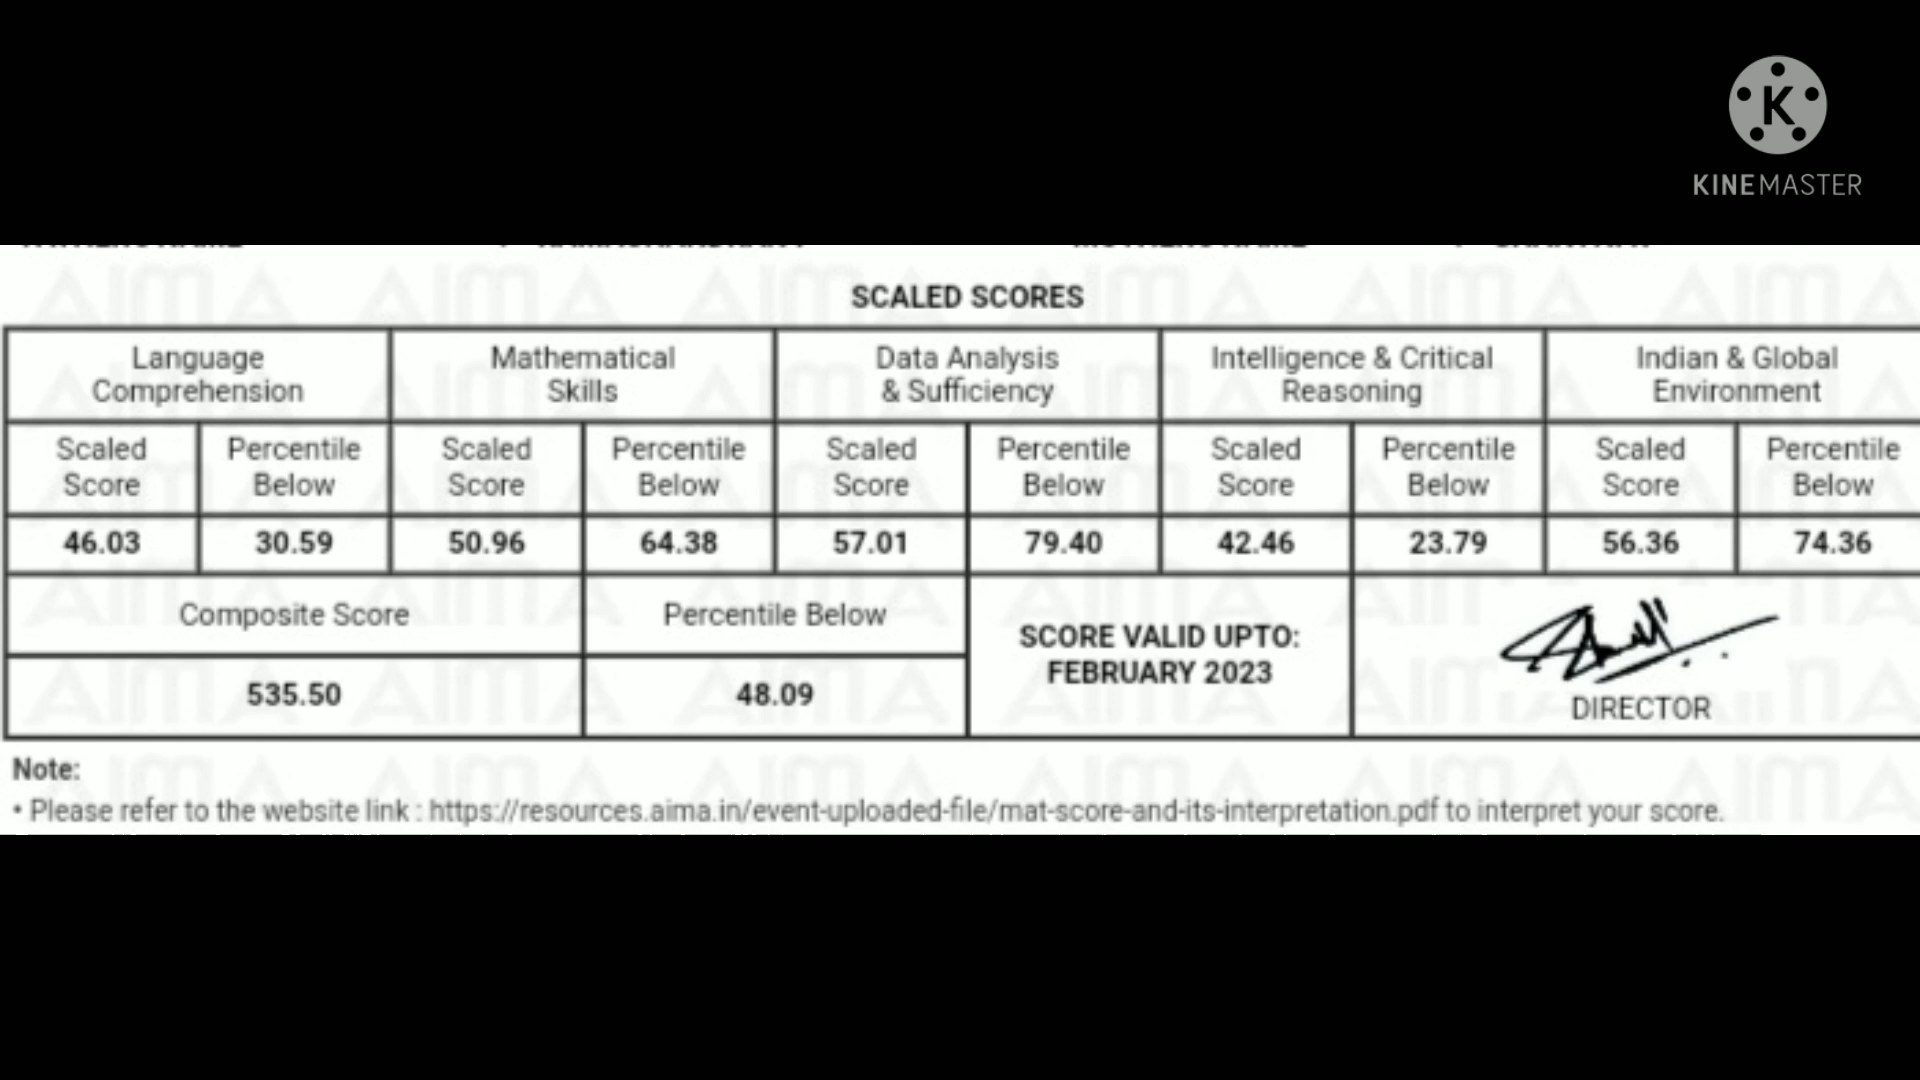 K
KINEMASTER
SCALED SCORES
Language Comprehension
Mathematical Skills
Data Analysis & Sufficiency
Intelligence & Critical Reasoning
Indian & Global Environment
Scaled Score
Percentile Below
Scaled Score
Percentile Below
Scaled Score
Percentile Below
Scaled Score
Percentile Below
Scaled Score
Percentile Below
46.03
30.59
50.96
64.38
57.01
79.40
42.46
23.79
56.36
74.36
Composite Score
Percentile Below
SCORE VALID UPTO:
FEBRUARY 2023
535.50
48.09
DIRECTOR
Note:
• Please refer to the website link : https://resources.aima.in/event-uploaded-file/mat-score-and-its-interpretation.pdf to interpret your score.